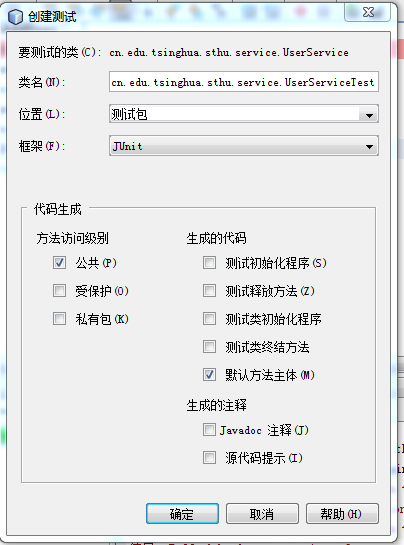 创建测试
要测试的类(C): cn.edu.tsinghua.sthu.service.UserService
类名(N): cn.edu.tsinghua.sthu.service.UserServiceTest
位置(L): 测试包
框架(F): JUnit
代码生成
方法访问级别
公共(P)
受保护(O)
私有包(K)
生成的代码
测试初始化程序(S)
测试释放方法(Z)
测试类初始化程序
测试类终结方法
默认方法主体(M)
生成的注释
Javadoc 注释(J)
源代码提示(I)
确定 取消 帮助(H)